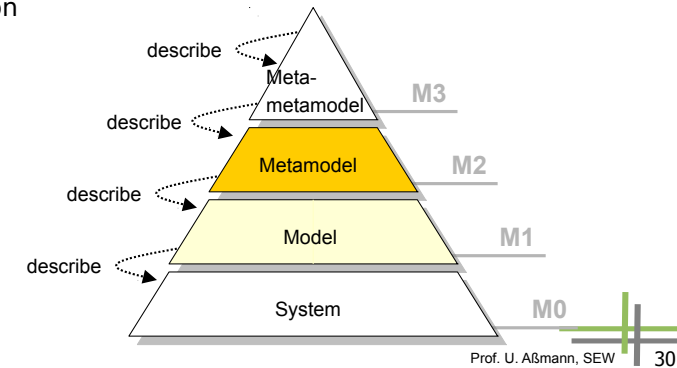 on
describe
Meta-
metamodel
M3
describe
Metamodel
M2
describe
Model
M1
describe
System
M0
Prof. U. Aßmann, SEW
30